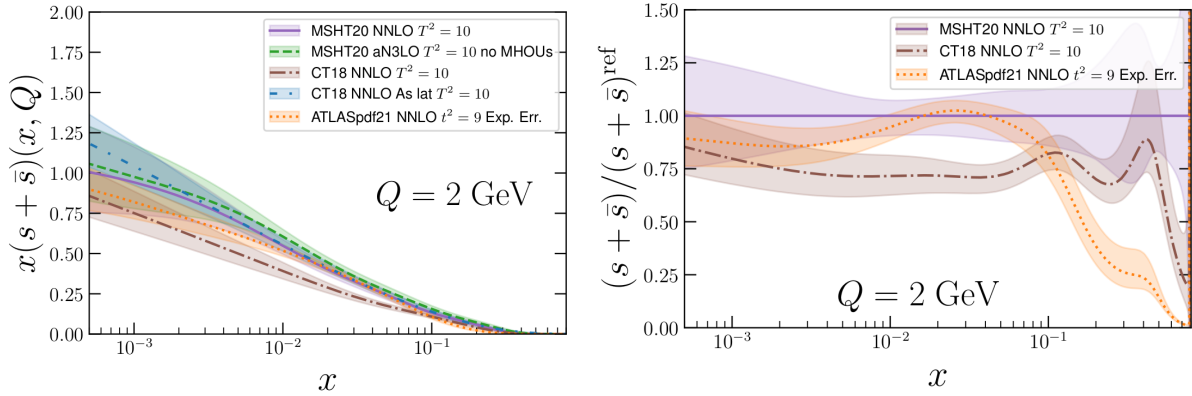 2.00
1.75
1.50
1.25
1.00
0.75
0.50
0.25
0.00
x(s + s̄)(x, Q)
MSHT20 NNLO T² = 10
MSHT20 aN3LO T² = 10 no MHOUs
CT18 NNLO T² = 10
CT18 NNLO As lat T² = 10
ATLASpdf21 NNLO t² = 9 Exp. Err.
Q = 2 GeV
10⁻³ 10⁻² 10⁻¹
x
1.50
1.25
1.00
0.75
0.50
0.25
0.00
(s + s̄)/(s + s̄)ʳᵉᶠ
MSHT20 NNLO T² = 10
CT18 NNLO T² = 10
ATLASpdf21 NNLO t² = 9 Exp. Err.
Q = 2 GeV
10⁻³ 10⁻² 10⁻¹
x